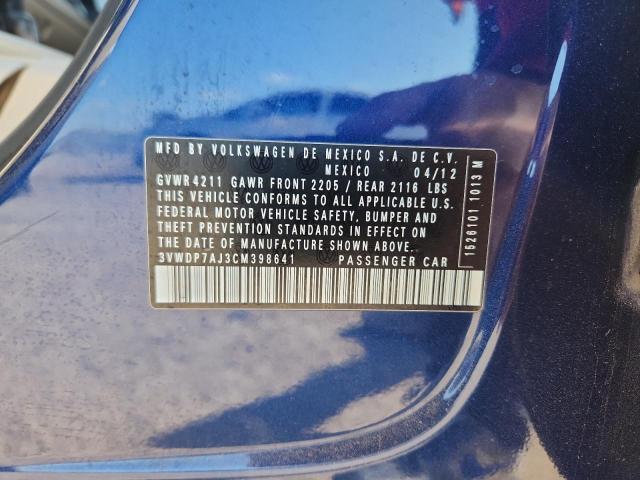 MFD BY VOLKSWAGEN DE MEXICO S.A. DE C.V.
MEXICO 04/12
GVWR4211 GAWR FRONT 2205 / REAR 2116 LBS
THIS VEHICLE CONFORMS TO ALL APPLICABLE U.S.
FEDERAL MOTOR VEHICLE SAFETY, BUMPER AND
THEFT PREVENTION STANDARDS IN EFFECT ON
THE DATE OF MANUFACTURE SHOWN ABOVE.
3VWDP7AJ3CM398641 PASSENGER CAR
1526101 1013 M